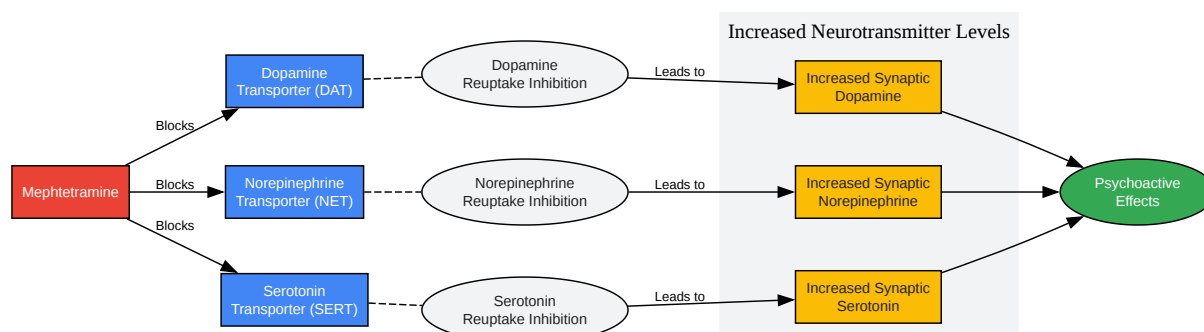 Increased Neurotransmitter Levels
Dopamine
Transporter (DAT)
Dopamine
Reuptake Inhibition
Leads to
Increased Synaptic
Dopamine
Blocks
Mephtetramine
Blocks
Norepinephrine
Transporter (NET)
Norepinephrine
Reuptake Inhibition
Leads to
Increased Synaptic
Norepinephrine
Psychoactive
Effects
Blocks
Serotonin
Transporter (SERT)
Serotonin
Reuptake Inhibition
Leads to
Increased Synaptic
Serotonin